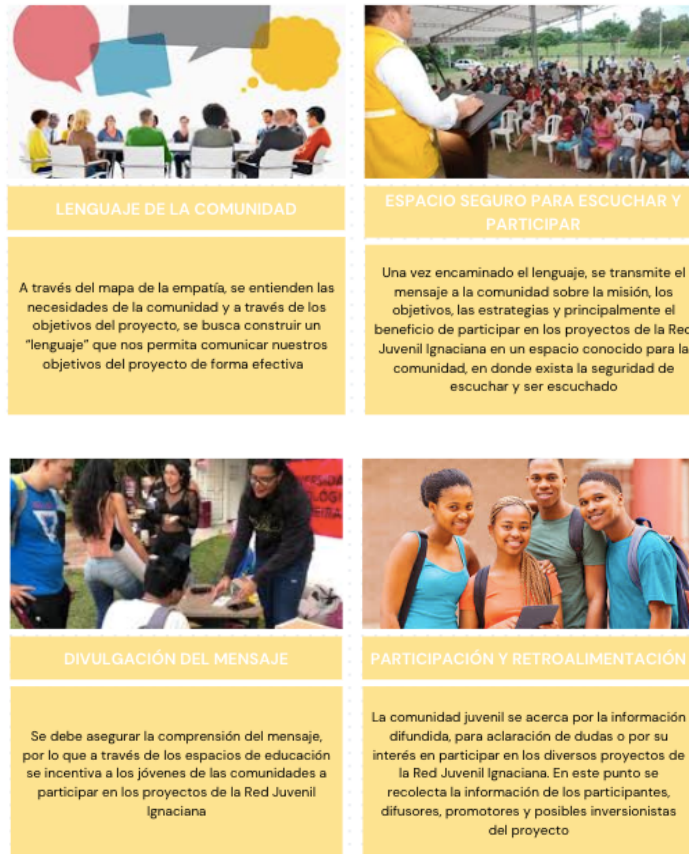 LENGUAJE DE LA COMUNIDAD
A través del mapa de la empatía, se entienden las
necesidades de la comunidad y a través de los
objetivos del proyecto, se busca construir un
“lenguaje” que nos permita comunicar nuestros
objetivos del proyecto de forma efectiva
ESPACIO SEGURO PARA ESCUCHAR Y
PARTICIPAR
Una vez encaminado el lenguaje, se transmite el
mensaje a la comunidad sobre la misión, los
objetivos, las estrategias y principalmente el
beneficio de participar en los proyectos de la Red
Juvenil Ignaciana en un espacio conocido para la
comunidad, en donde exista la seguridad de
escuchar y ser escuchado
DIVULGACIÓN DEL MENSAJE
Se debe asegurar la comprensión del mensaje,
por lo que a través de los espacios de educación
se incentiva a los jóvenes de las comunidades a
participar en los proyectos de la Red Juvenil
Ignaciana
PARTICIPACIÓN Y RETROALIMENTACIÓN
La comunidad juvenil se acerca por la información
difundida, para aclaración de dudas o por su
interés en participar en los diversos proyectos de
la Red Juvenil Ignaciana. En este punto se
recolecta la información de los participantes,
difusores, promotores y posibles inversionistas
del proyecto